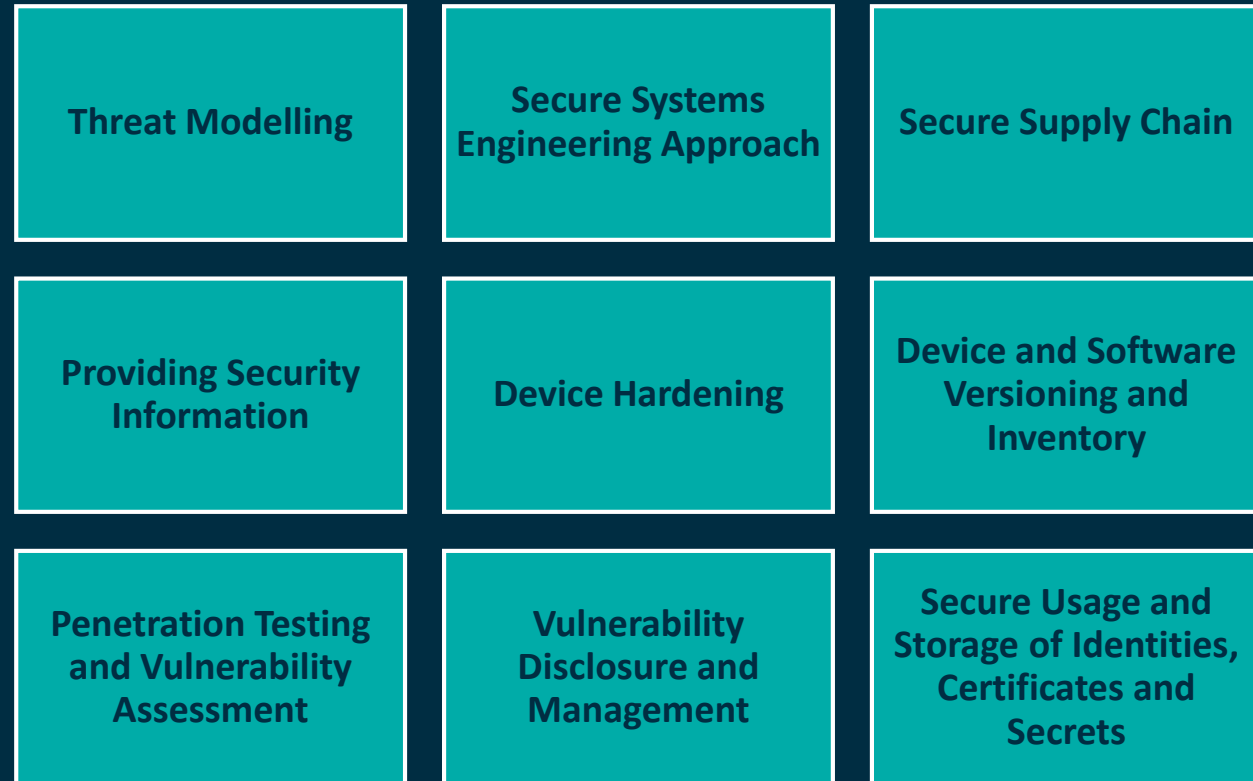 Threat Modelling
Secure Systems
Engineering Approach
Secure Supply Chain
Providing Security
Information
Device Hardening
Device and Software
Versioning and
Inventory
Penetration Testing
and Vulnerability
Assessment
Vulnerability
Disclosure and
Management
Secure Usage and
Storage of Identities,
Certificates and
Secrets